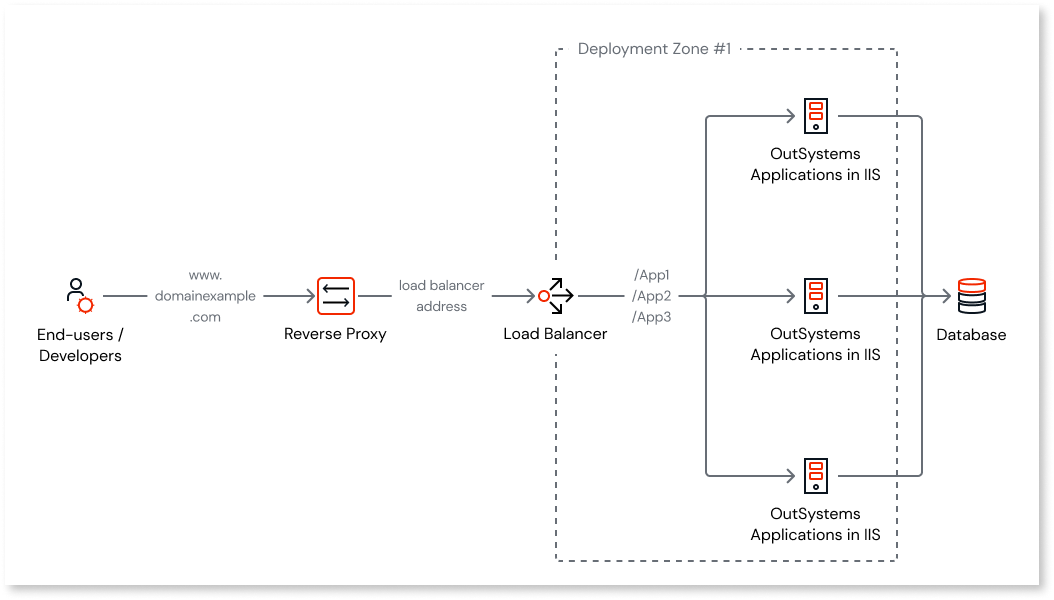 Deployment Zone #1
OutSystems
Applications in IIS
www.
domainexample
.com
End-users /
Developers
Reverse Proxy
load balancer
address
Load Balancer
/App1
/App2
/App3
OutSystems
Applications in IIS
Database
OutSystems
Applications in IIS